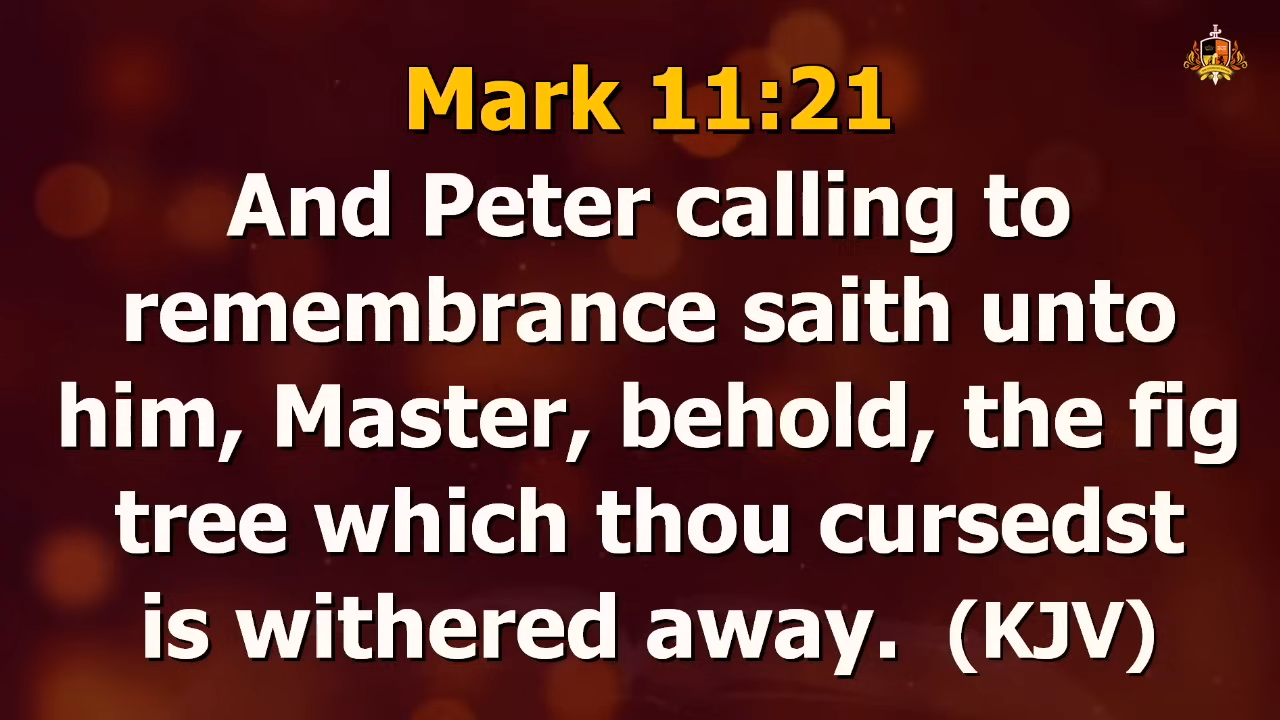 Mark 11:21
And Peter calling to
remembrance saith unto
him, Master, behold, the fig
tree which thou cursedst
is withered away. (KJV)